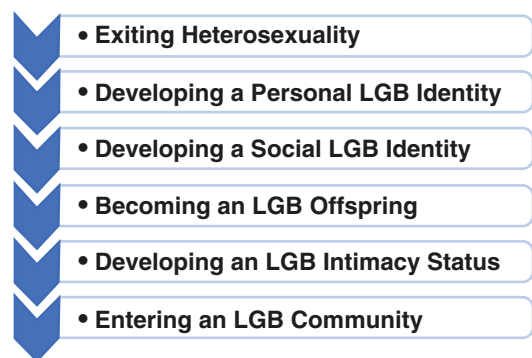 • Exiting Heterosexuality
• Developing a Personal LGB Identity
• Developing a Social LGB Identity
• Becoming an LGB Offspring
• Developing an LGB Intimacy Status
• Entering an LGB Community